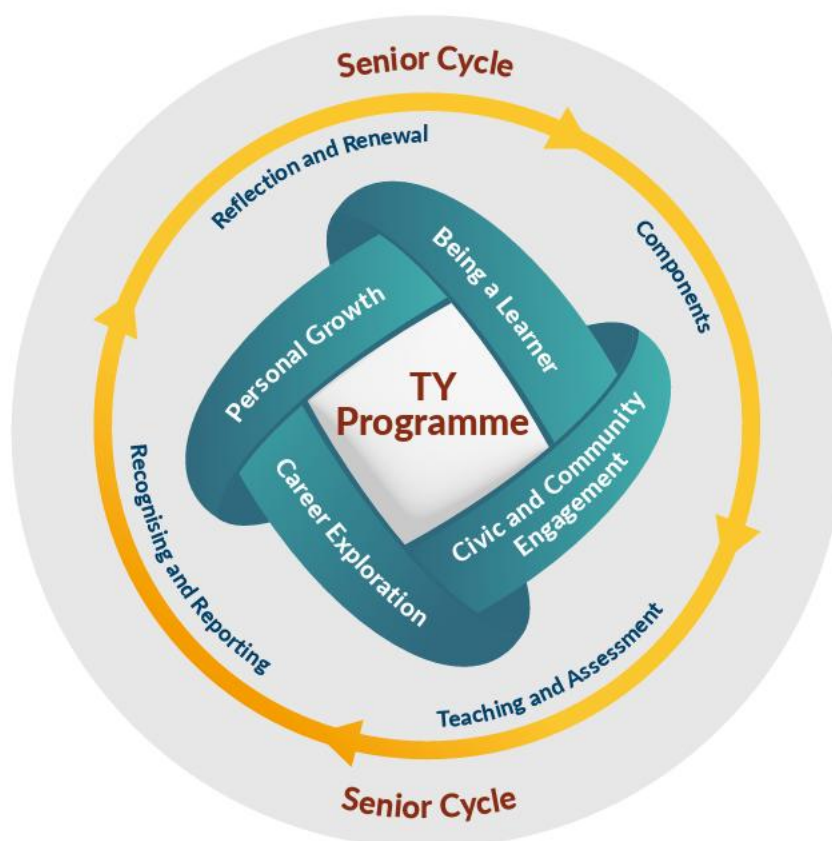 Senior Cycle
Reflection and Renewal
Components
Being a Learner
Personal Growth
TY
Programme
Civic and Community
Engagement
Career Exploration
Recognising and Reporting
Teaching and Assessment
Senior Cycle